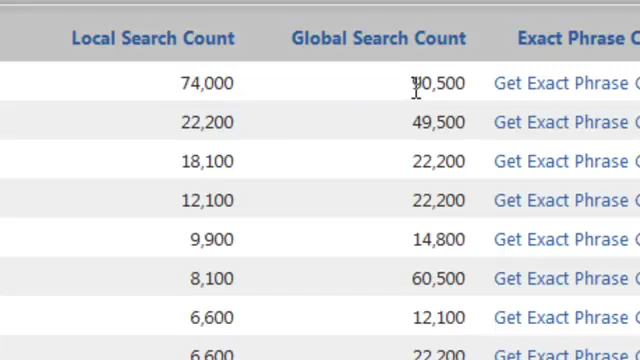 Local Search Count Global Search Count Exact Phrase
74,000 90,500 Get Exact Phrase
22,200 49,500 Get Exact Phrase
18,100 22,200 Get Exact Phrase
12,100 22,200 Get Exact Phrase
9,900 14,800 Get Exact Phrase
8,100 60,500 Get Exact Phrase
6,600 12,100 Get Exact Phrase
6,600 22,200 Get Exact Phrase